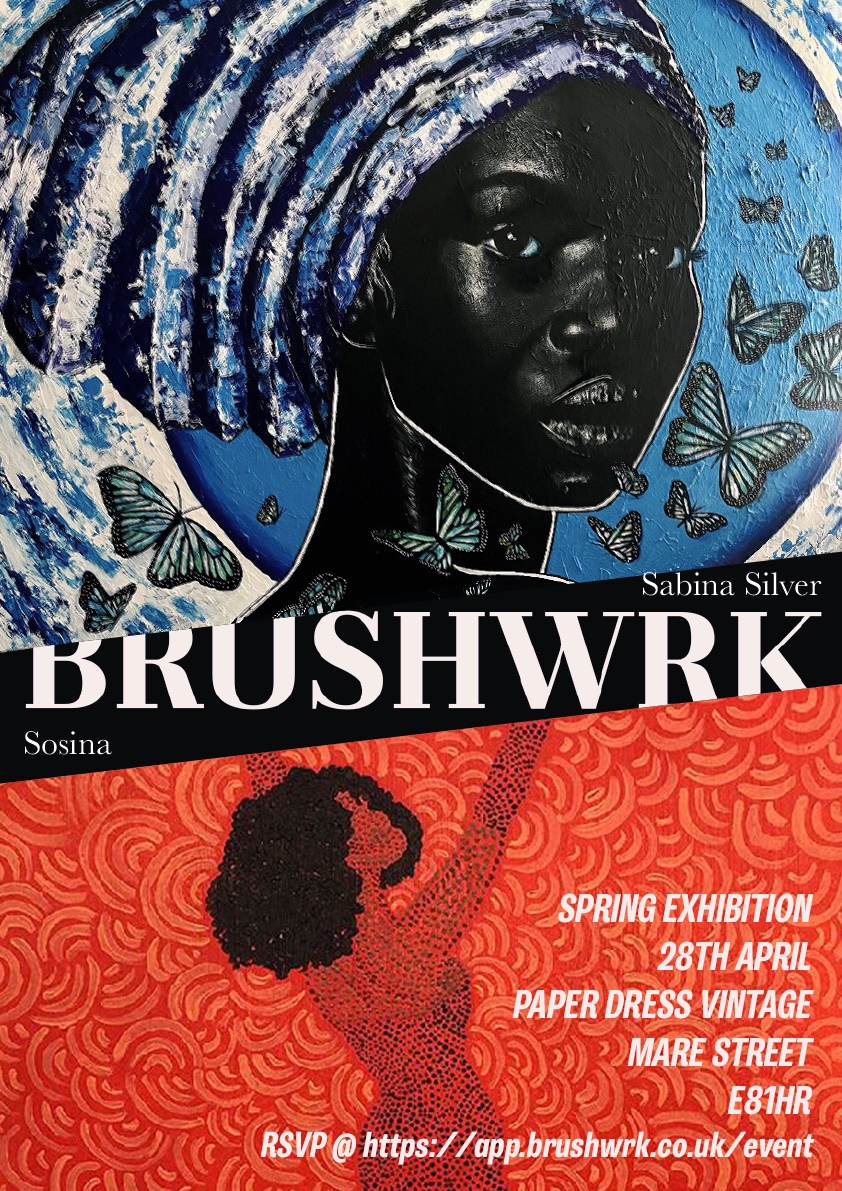 Sabina Silver
BRUSHWRK
Sosina
SPRING EXHIBITION
28TH APRIL
PAPER DRESS VINTAGE
MARE STREET
E81HR
RSVP @ https://app.brushwrk.co.uk/event